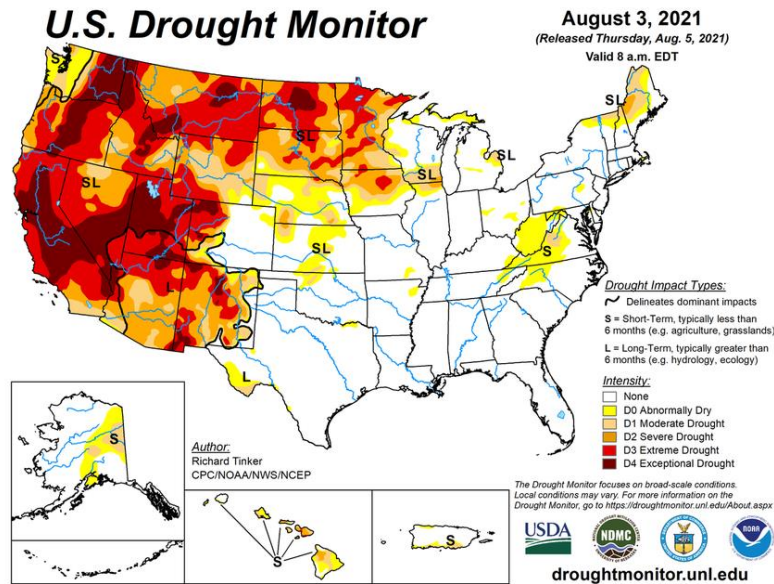 U.S. Drought Monitor
August 3, 2021
(Released Thursday, Aug. 5, 2021)
Valid 8 a.m. EDT
S
SL
SL
SL
SL
SL
SL
S
L
L
Drought Impact Types:
Delineates dominant impacts
S = Short-Term, typically less than
6 months (e.g. agriculture, grasslands)
L = Long-Term, typically greater than
6 months (e.g. hydrology, ecology)
Intensity:
None
D0 Abnormally Dry
D1 Moderate Drought
D2 Severe Drought
D3 Extreme Drought
D4 Exceptional Drought
S
Author:
Richard Tinker
CPC/NOAA/NWS/NCEP
S
S
The Drought Monitor focuses on broad-scale conditions.
Local conditions may vary. For more information on the
Drought Monitor, go to https://droughtmonitor.unl.edu/About.aspx
USDA
NDMC
NOAA
droughtmonitor.unl.edu